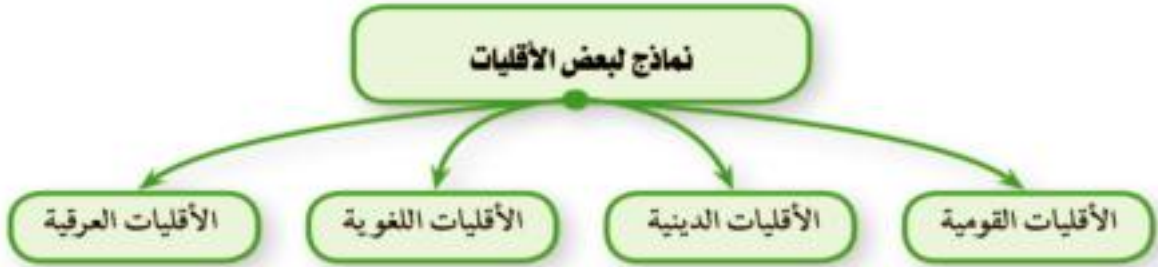 نماذج لبعض الأقليات
الأقليات القومية
الأقليات الدينية
الأقليات اللغوية
الأقليات العرقية